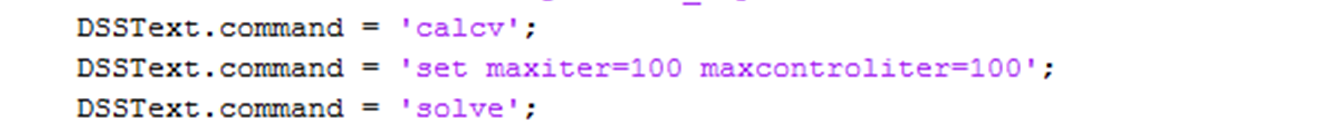 DSSText.command = 'calcv';
DSSText.command = 'set maxiter=100 maxcontroliter=100';
DSSText.command = 'solve';